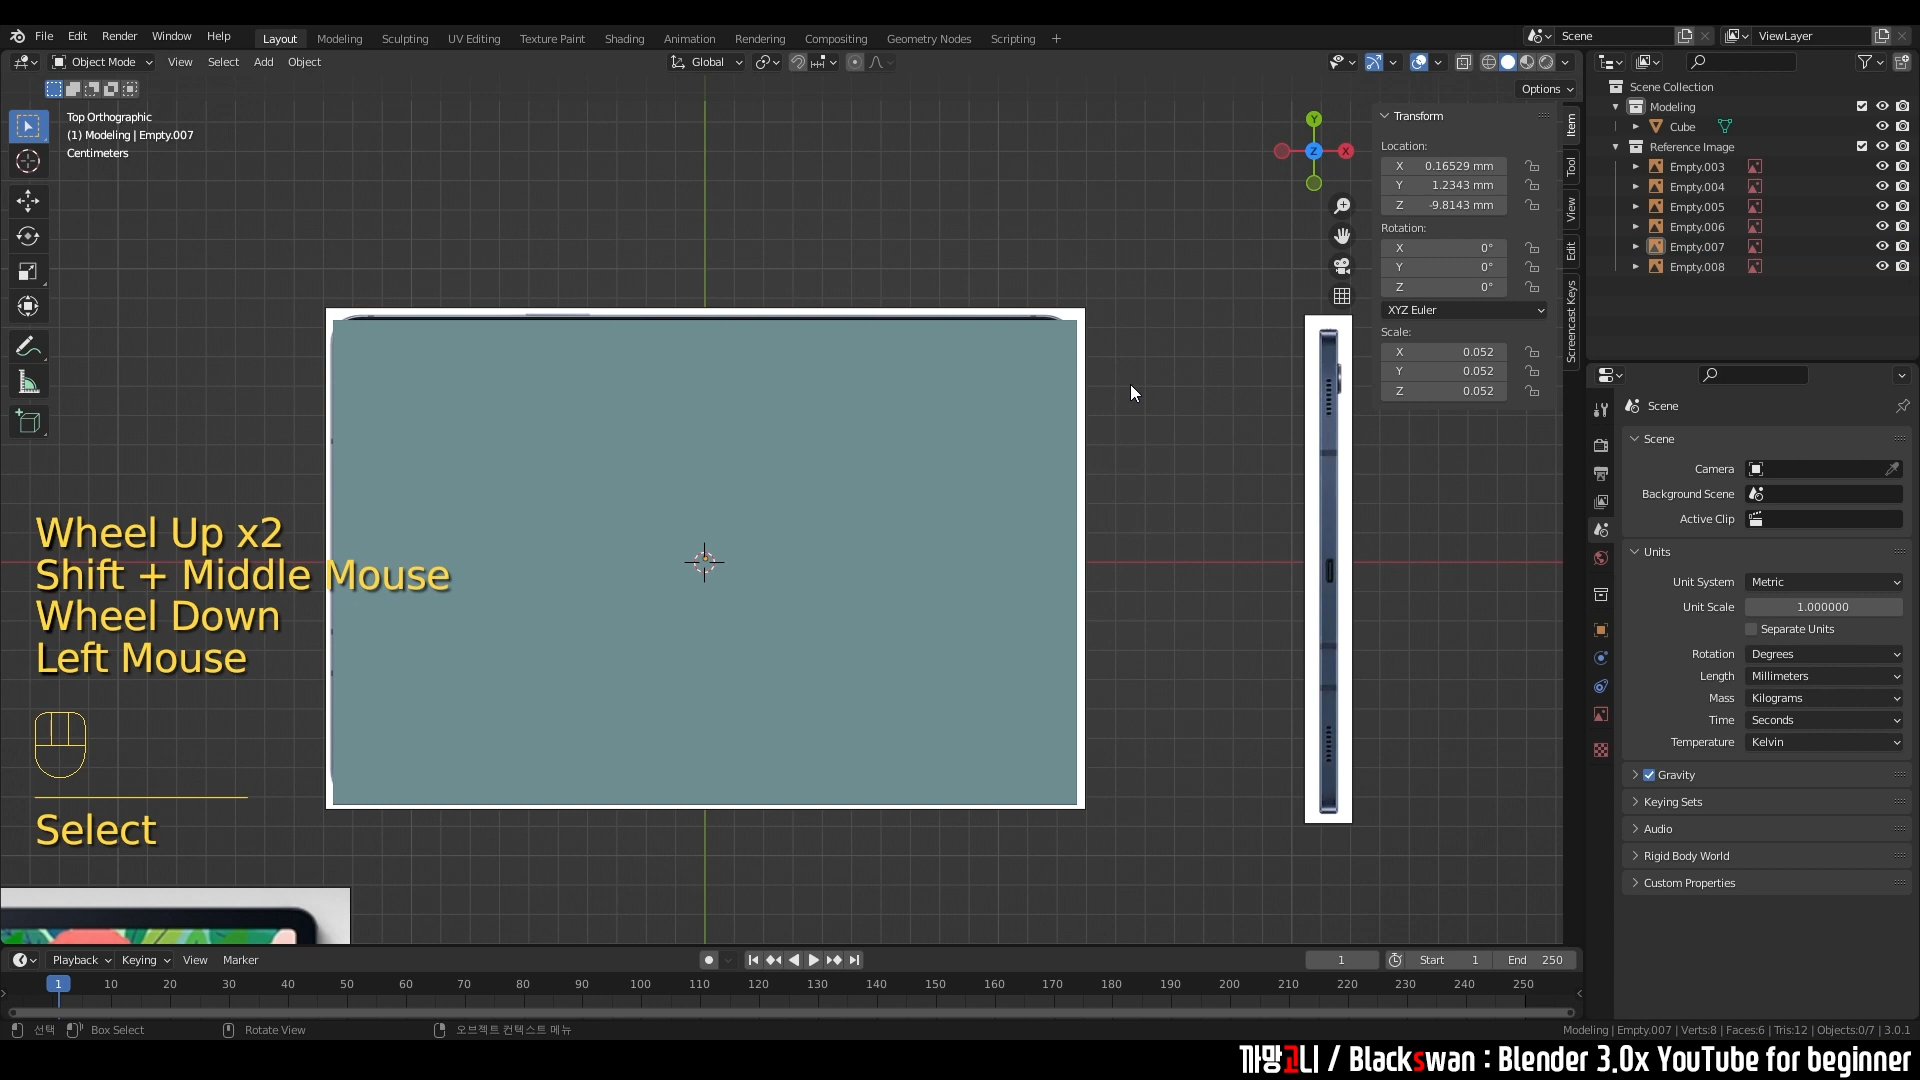 File Edit Render Window Help
Layout Modeling Sculpting UV Editing Texture Paint Shading Animation Rendering Compositing Geometry Nodes Scripting +
Scene
ViewLayer
Object Mode View Select Add Object
Global
Options
Top Orthographic
(1) Modeling | Empty.007
Centimeters
Y
X
Z
Transform
Location:
X 0.16529 mm
Y 1.2343 mm
Z -9.8143 mm
Rotation:
X 0°
Y 0°
Z 0°
XYZ Euler
Scale:
X 0.052
Y 0.052
Z 0.052
Item
Tool
View
Edit
Screencast Keys
Scene Collection
Modeling
Cube
Reference Image
Empty.003
Empty.004
Empty.005
Empty.006
Empty.007
Empty.008
Scene
Scene
Camera
Background Scene
Active Clip
Units
Unit System Metric
Unit Scale 1.000000
Separate Units
Rotation Degrees
Length Millimeters
Mass Kilograms
Time Seconds
Temperature Kelvin
Gravity
Keying Sets
Audio
Rigid Body World
Custom Properties
Wheel Up x2
Shift + Middle Mouse
Wheel Down
Left Mouse
Select
Playback Keying View Marker
1 Start 1 End 250
1 10 20 30 40 50 60 70 80 90 100 110 120 130 140 150 160 170 180 190 200 210 220 230 240 250
선택 Box Select Rotate View 오브젝트 컨텍스트 메뉴
Modeling | Empty.007 | Verts:8 | Faces:6 | Tris:12 | Objects:0/7 | 3.0.1
까망고니 / Blackswan : Blender 3.0x YouTube for beginner